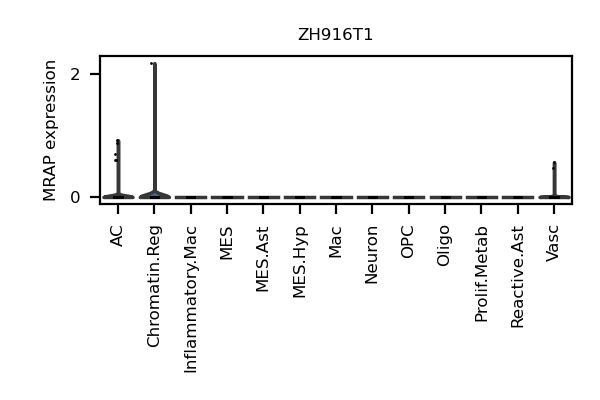 ZH916T1
MRAP expression
2
0
AC
Chromatin.Reg
Inflammatory.Mac
MES
MES.Ast
MES.Hyp
Mac
Neuron
OPC
Oligo
Prolif.Metab
Reactive.Ast
Vasc